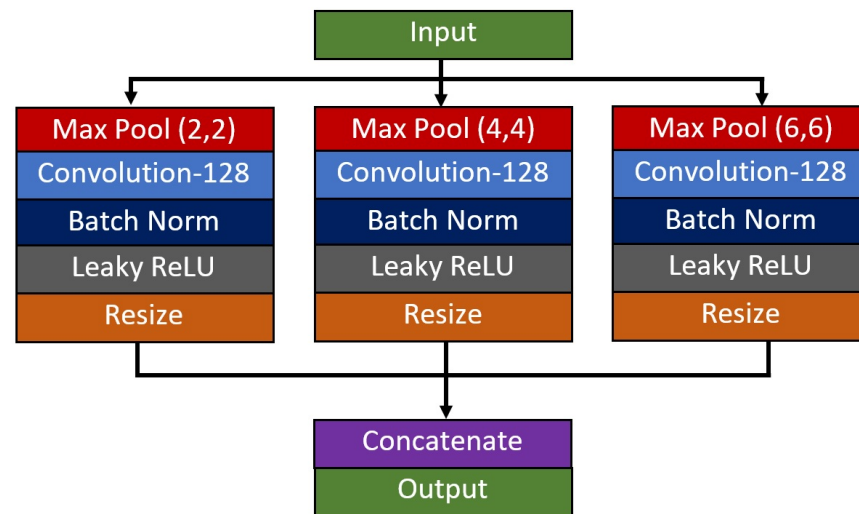 Input
Max Pool (2,2)
Convolution-128
Batch Norm
Leaky ReLU
Resize
Max Pool (4,4)
Convolution-128
Batch Norm
Leaky ReLU
Resize
Max Pool (6,6)
Convolution-128
Batch Norm
Leaky ReLU
Resize
Concatenate
Output